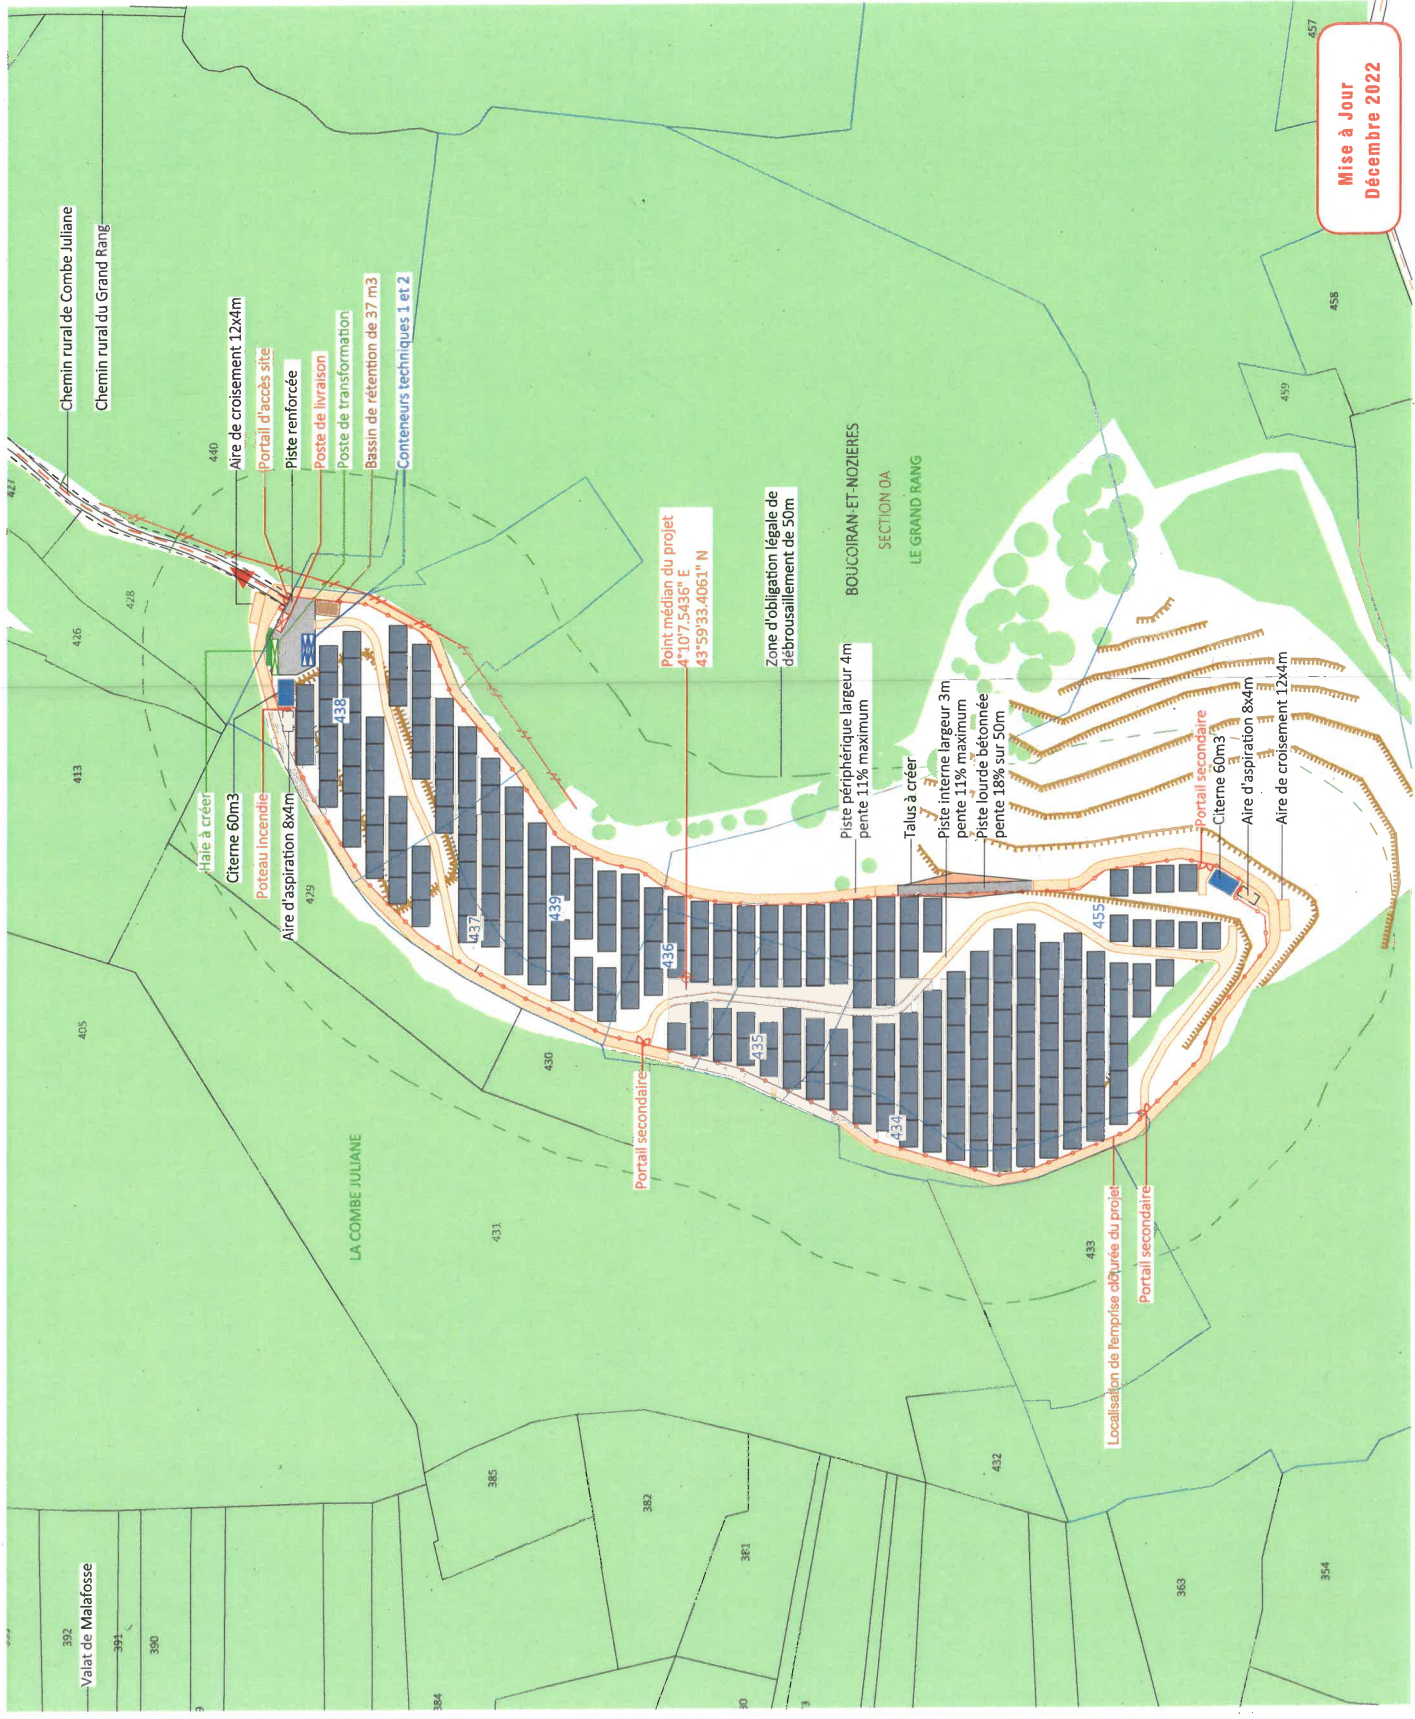 Mise à Jour
Décembre 2022
Chemin rural de Combe Juliane
Chemin rural du Grand Rang
Aire de croisement 12x4m
Portail d'accès site
Piste renforcée
Poste de livraison
Poste de transformation
Bassin de rétention de 37 m3
Conteneurs techniques 1 et 2
Haie à créer
Citerne 60m3
Poteau incendie
Aire d'aspiration 8x4m
Point médian du projet
4°10'7.5436" E
43°59'33.4061" N
Zone d'obligation légale de
débrousaillement de 50m
BOUCOIRAN-ET-NOZIERES
SECTION 0A
LE GRAND RANG
Piste périphérique largeur 4m
pente 11% maximum
Talus à créer
Piste interne largeur 3m
pente 11% maximum
Piste lourde bétonnée
pente 18% sur 50m
Portail secondaire
Citerne 60m3
Aire d'aspiration 8x4m
Aire de croisement 12x4m
Portail secondaire
Localisation de l'emprise clôturée du projet
Portail secondaire
LA COMBE JULIANE
Valat de Malafosse
427
440
428
426
413
429
405
430
431
433
432
438
437
439
436
435
434
455
457
458
459
385
382
381
384
392
391
390
363
354